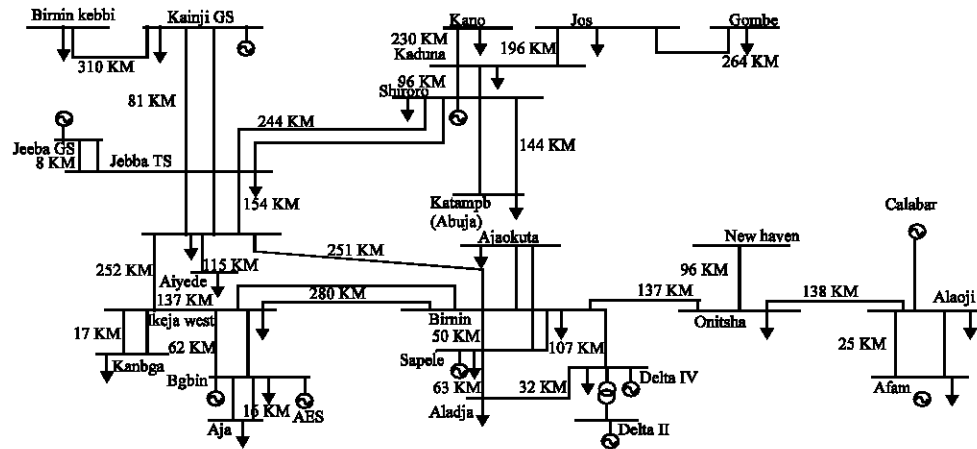 Birnin kebbi
Kainji GS
Kano
Jos
Gombe
230 KM
196 KM
Kaduna
310 KM
264 KM
96 KM
Shiroro
81 KM
244 KM
144 KM
Jeeba GS
8 KM
Jebba TS
154 KM
Katampb
(Abuja)
Calabar
Ajaokuta
New haven
251 KM
252 KM
115 KM
Aiyede
96 KM
137 KM
280 KM
137 KM
138 KM
Ikeja west
Birnin
Onitsha
Alaoji
17 KM
62 KM
50 KM
107 KM
25 KM
Kanbga
Sapele
Bgbin
63 KM
32 KM
Delta IV
Afam
16 KM
AES
Aladja
Aja
Delta II